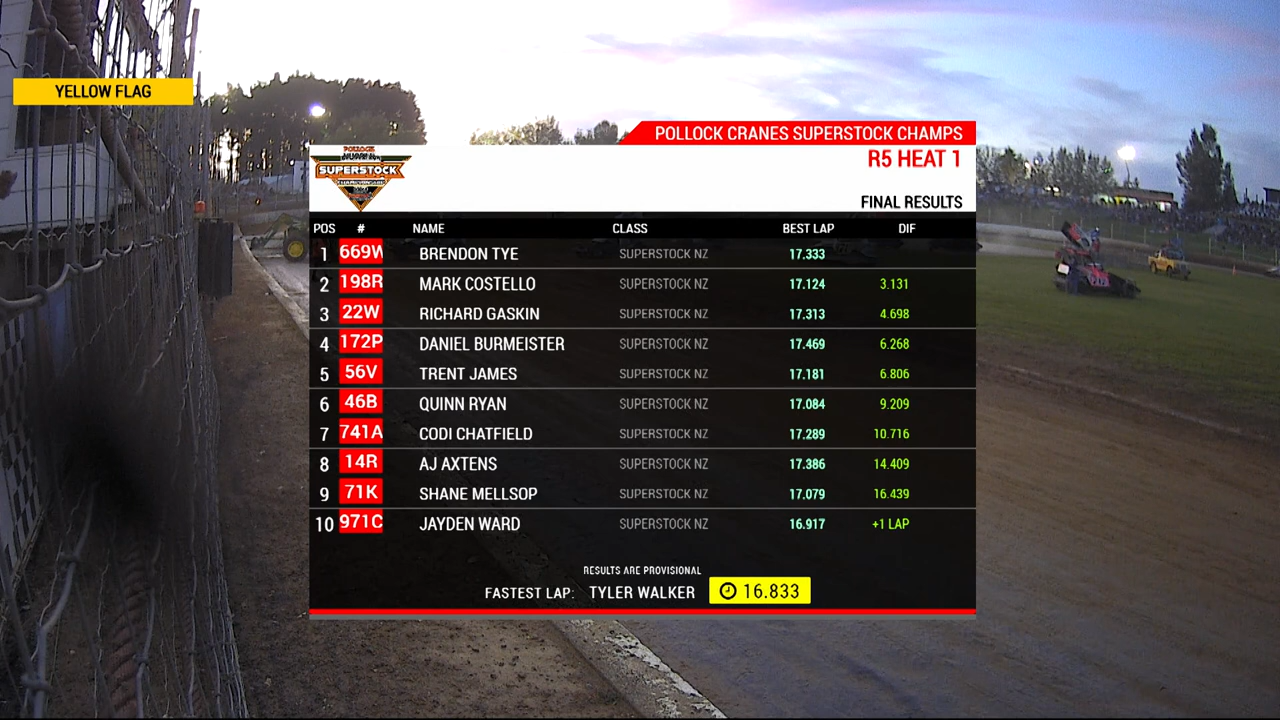 YELLOW FLAG
POLLOCK CRANES SUPERSTOCK CHAMPS
R5 HEAT 1
SUPERSTOCK
FINAL RESULTS
POS # NAME CLASS BEST LAP DIF
1 669W BRENDON TYE SUPERSTOCK NZ 17.333
2 198R MARK COSTELLO SUPERSTOCK NZ 17.124 3.131
3 22W RICHARD GASKIN SUPERSTOCK NZ 17.313 4.698
4 172P DANIEL BURMEISTER SUPERSTOCK NZ 17.469 6.268
5 56V TRENT JAMES SUPERSTOCK NZ 17.181 6.806
6 46B QUINN RYAN SUPERSTOCK NZ 17.084 9.209
7 741A CODI CHATFIELD SUPERSTOCK NZ 17.289 10.716
8 14R AJ AXTENS SUPERSTOCK NZ 17.386 14.409
9 71K SHANE MELLSOP SUPERSTOCK NZ 17.079 16.439
10 971C JAYDEN WARD SUPERSTOCK NZ 16.917 +1 LAP
RESULTS ARE PROVISIONAL
FASTEST LAP: TYLER WALKER 16.833